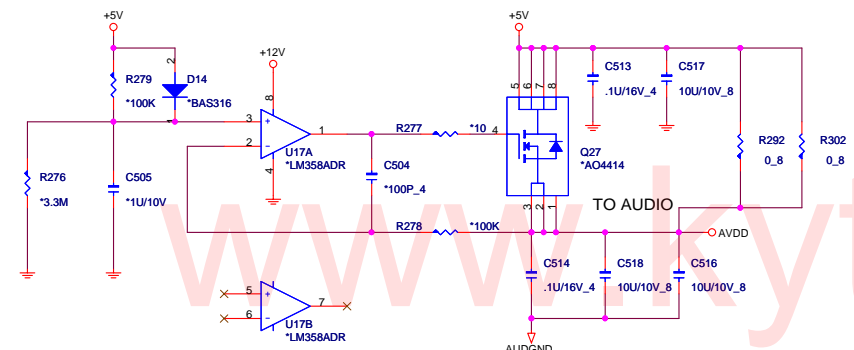 +5V
+5V
+12V
2
R279
*100K
D14
*BAS316
1
8
3
2
1
4
U17A
*LM358ADR
R277
*10
4
5
6
7
8
Q27
*AO4414
3
2
1
C513
.1U/16V_4
C517
10U/10V_8
R292
0_8
R302
0_8
R276
*3.3M
C505
*1U/10V
C504
*100P_4
R278
*100K
TO AUDIO
AVDD
C514
.1U/16V_4
C518
10U/10V_8
C516
10U/10V_8
5
6
7
U17B
*LM358ADR
AUDGND
www.kyt